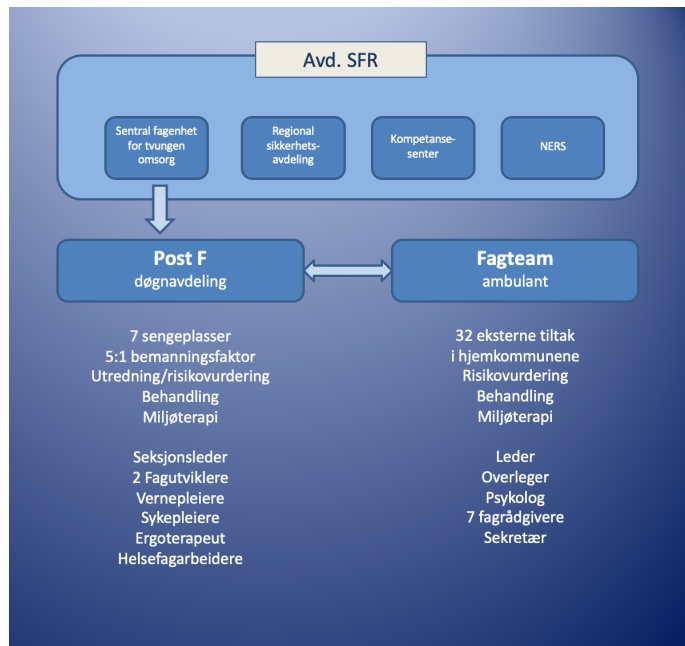 Avd. SFR
Sentral fagenhet
for tvungen
omsorg
Regional
sikkerhets-
avdeling
Kompetanse-
senter
NERS
Post F
døgnavdeling
Fagteam
ambulant
7 sengeplasser
5:1 bemanningsfaktor
Utredning/risikovurdering
Behandling
Miljøterapi
Seksjonsleder
2 Fagutviklere
Vernepleiere
Sykepleiere
Ergoterapeut
Helsefagarbeidere
32 eksterne tiltak
i hjemkommunene
Risikovurdering
Behandling
Miljøterapi
Leder
Overleger
Psykolog
7 fagrådgivere
Sekretær